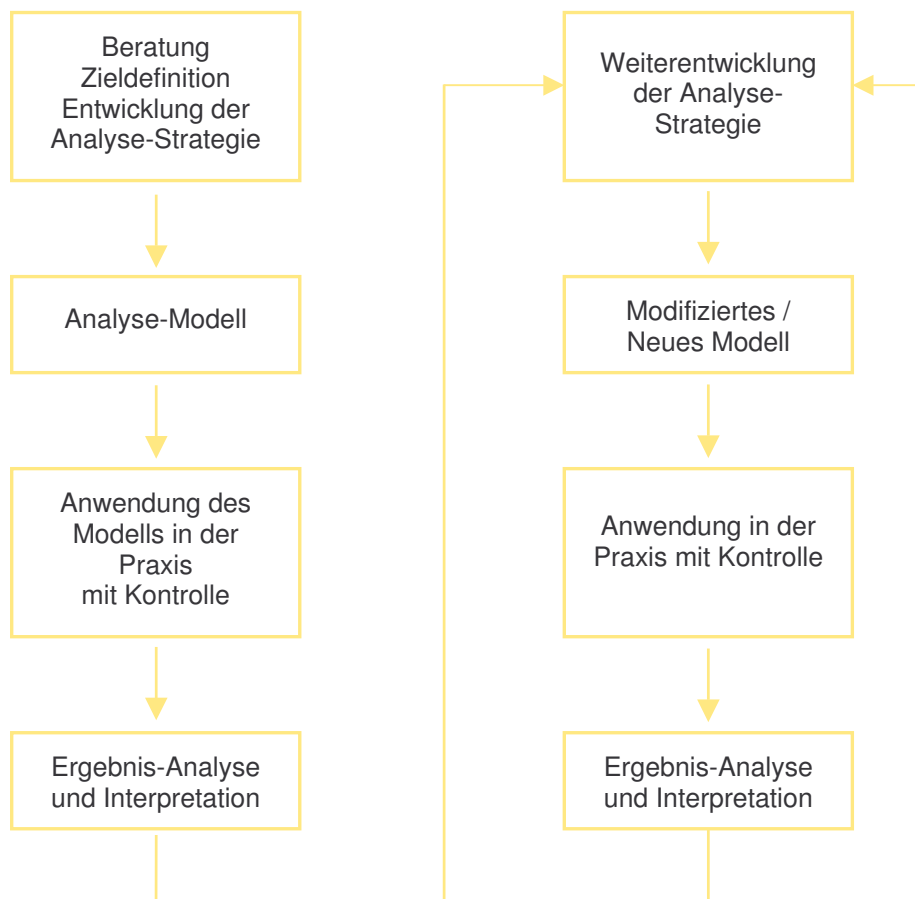 Beratung
Zieldefinition
Entwicklung der
Analyse-Strategie
Analyse-Modell
Anwendung des
Modells in der
Praxis
mit Kontrolle
Ergebnis-Analyse
und Interpretation
Weiterentwicklung
der Analyse-
Strategie
Modifiziertes /
Neues Modell
Anwendung in der
Praxis mit Kontrolle
Ergebnis-Analyse
und Interpretation